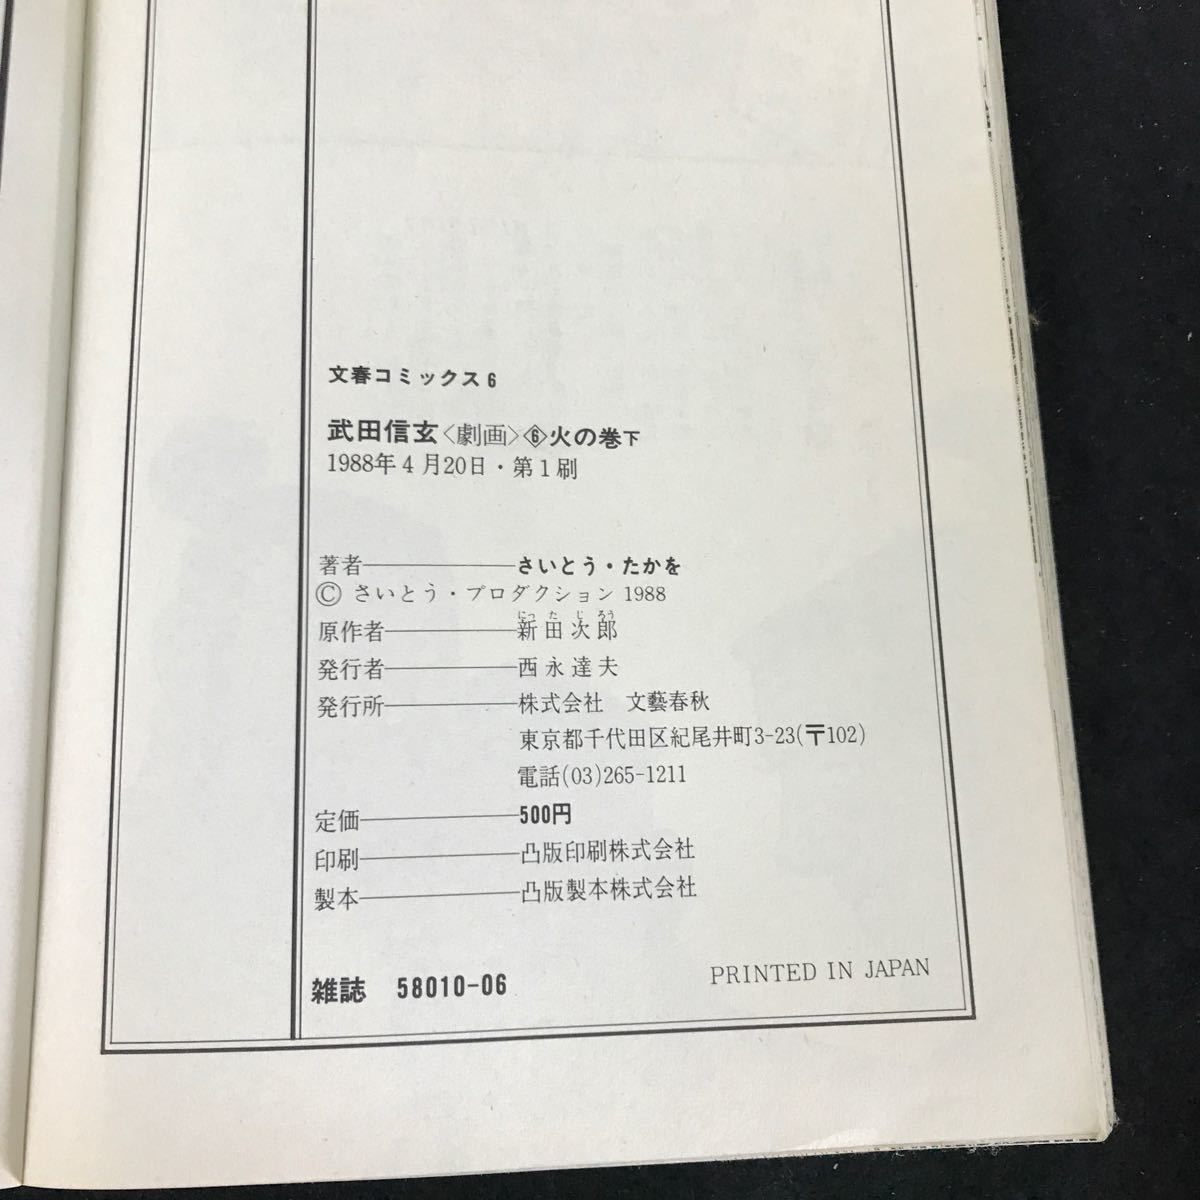 文春コミックス6
武田信玄〈劇画〉⑥火の巻下
1988年4月20日・第1刷
著者――――さいとう・たかを
© さいとう・プロダクション 1988
にった じろう
原作者――――新田次郎
発行者――――西永達夫
発行所――――株式会社 文藝春秋
東京都千代田区紀尾井町3-23(〒102)
電話(03)265-1211
定価――――500円
印刷――――凸版印刷株式会社
製本――――凸版製本株式会社
雑誌 58010-06
PRINTED IN JAPAN